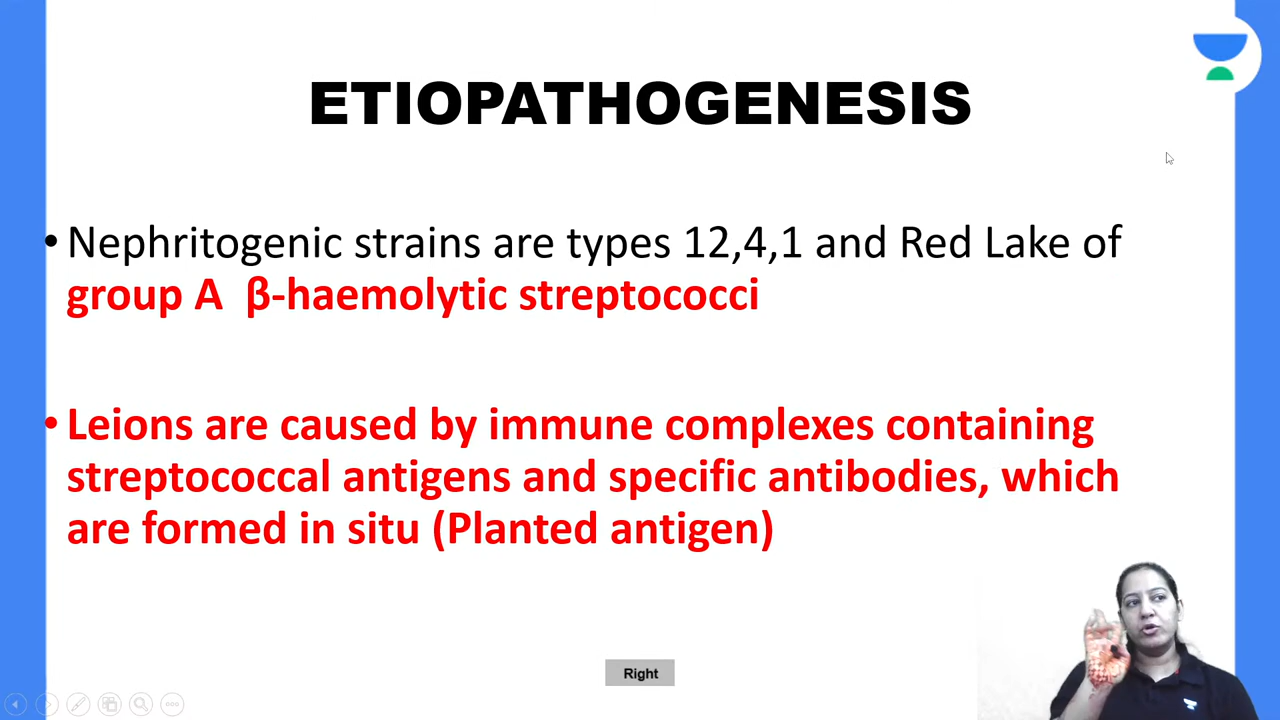 ETIOPATHOGENESIS
• Nephritogenic strains are types 12,4,1 and Red Lake of
group A β-haemolytic streptococci
• Leions are caused by immune complexes containing
streptococcal antigens and specific antibodies, which
are formed in situ (Planted antigen)
Right